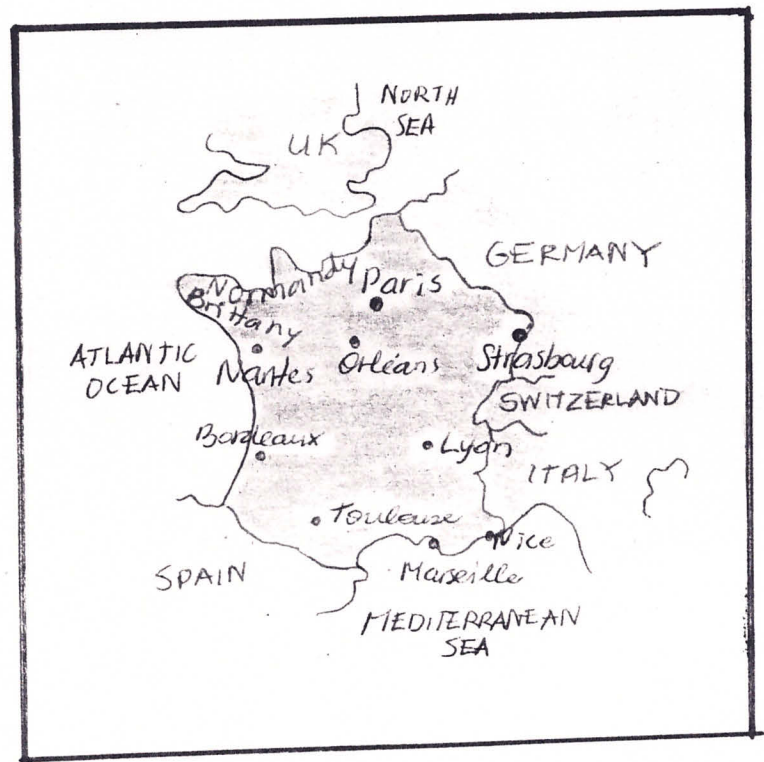 NORTH
SEA
UK
GERMANY
Normandy
Paris
Brittany
ATLANTIC
OCEAN
Nantes
Orléans
Strasbourg
SWITZERLAND
Bordeaux
Lyon
ITALY
Toulouse
Nice
SPAIN
Marseille
MEDITERRANEAN
SEA